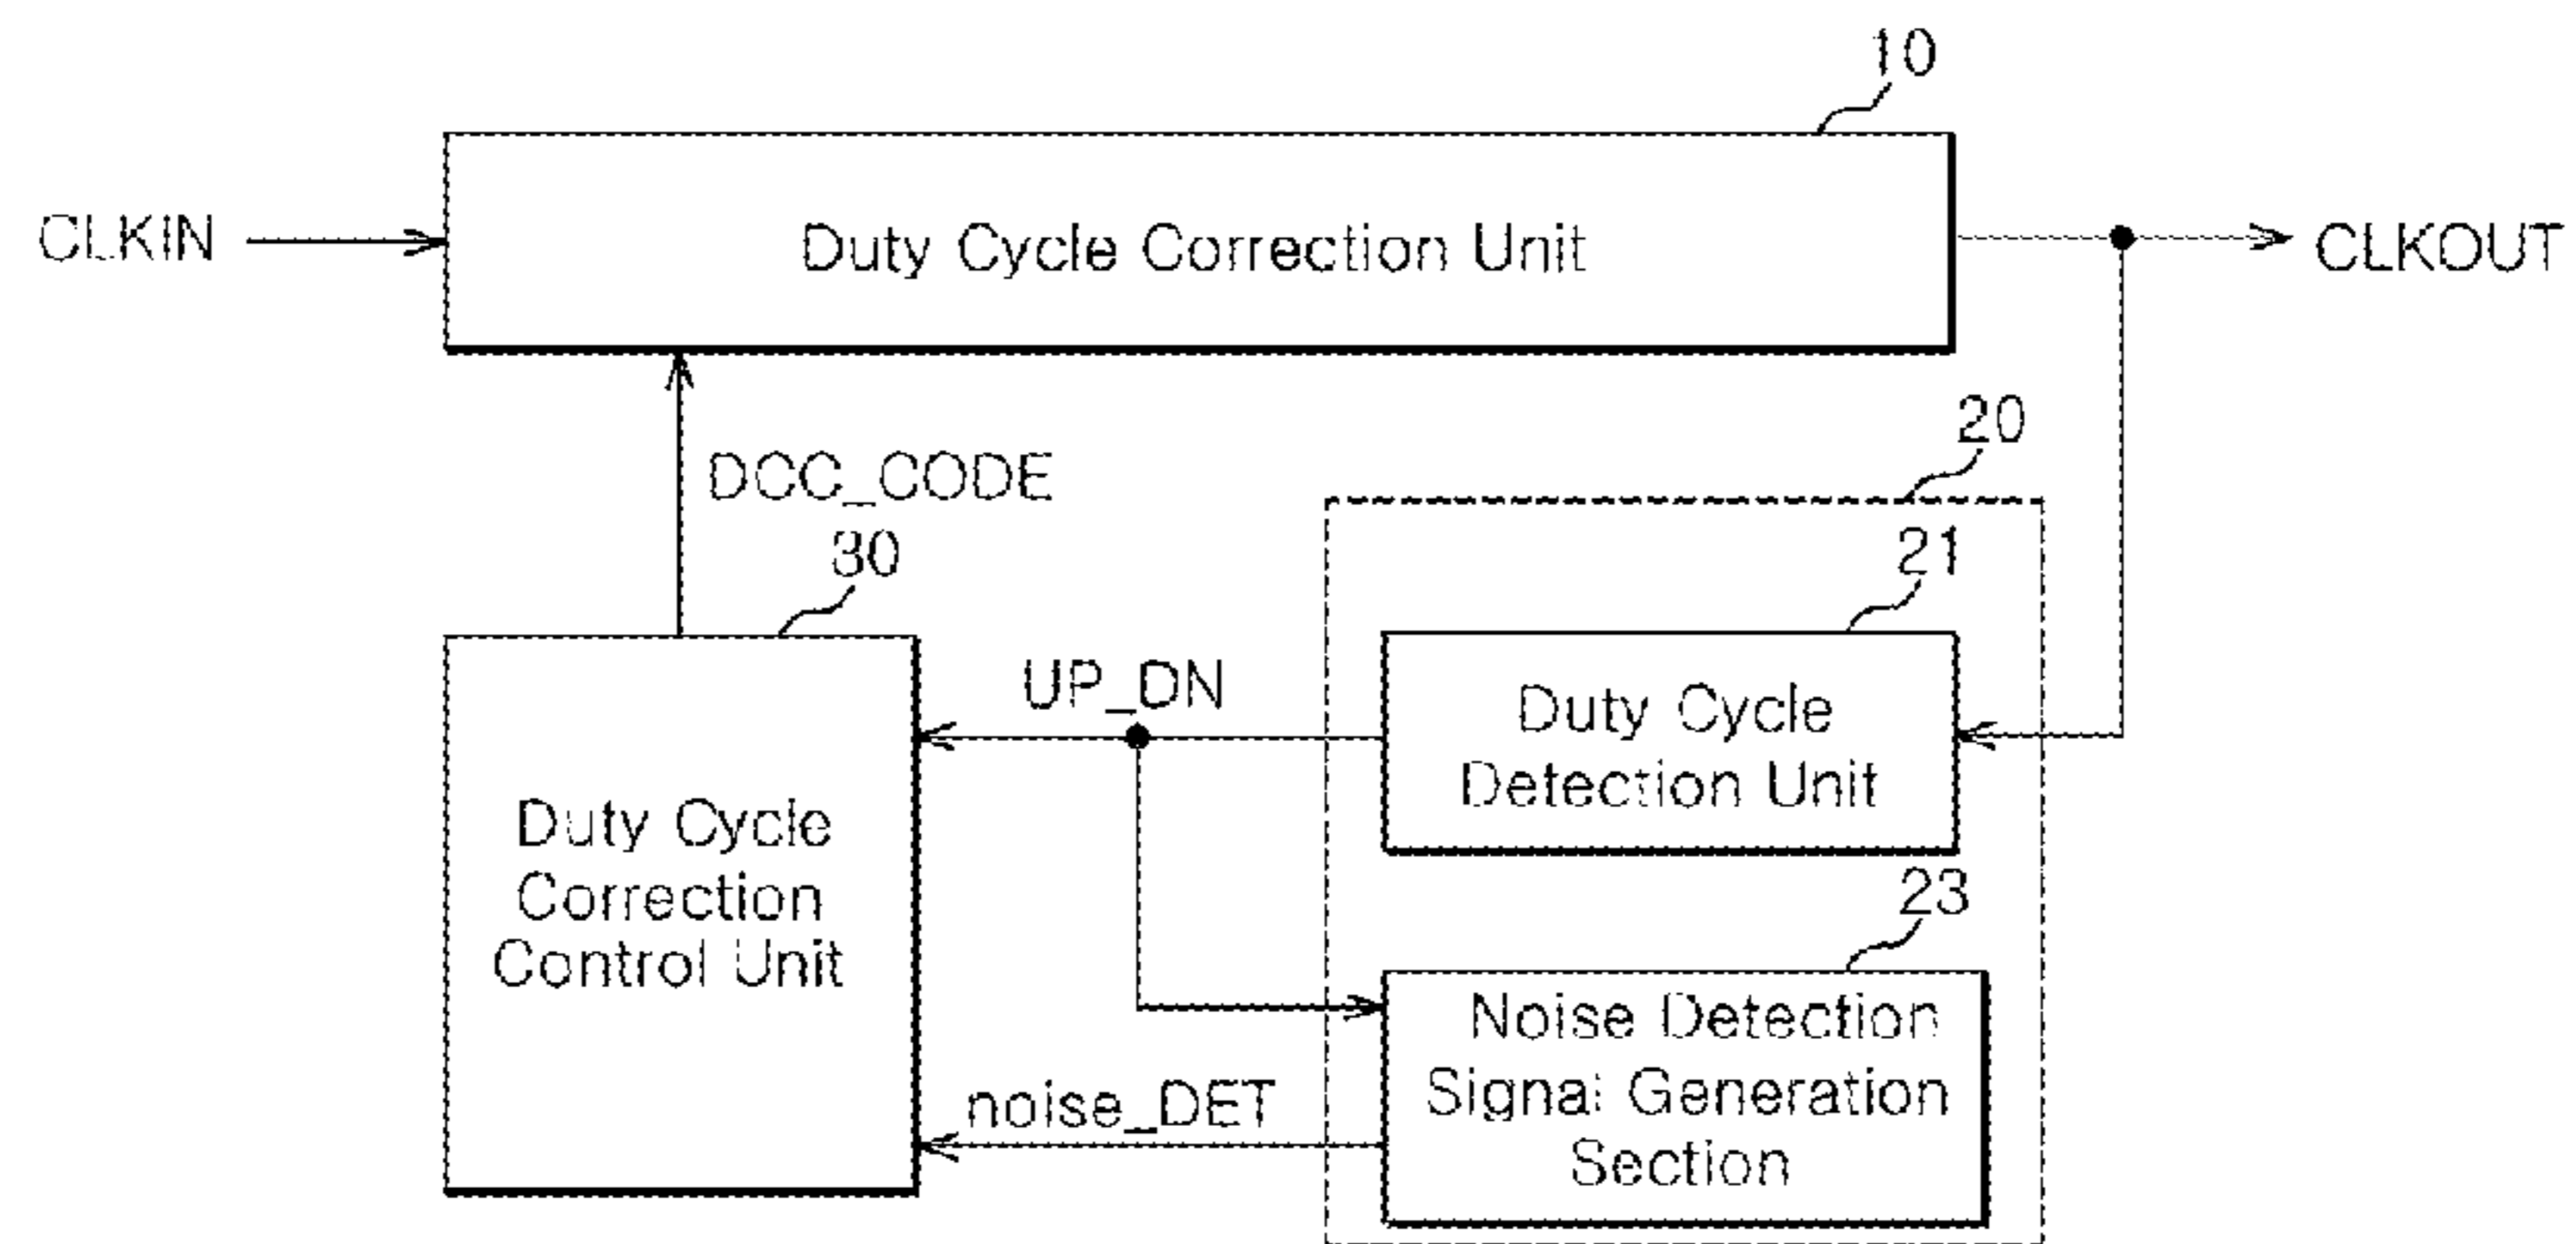 10
CLKIN
Duty Cycle Correction Unit
CLKOUT
DCC_CODE
20
30
21
UP_DN
Duty Cycle
Detection Unit
Duty Cycle
Correction
Control Unit
23
noise_DET
Noise Detection
Signal Generation
Section